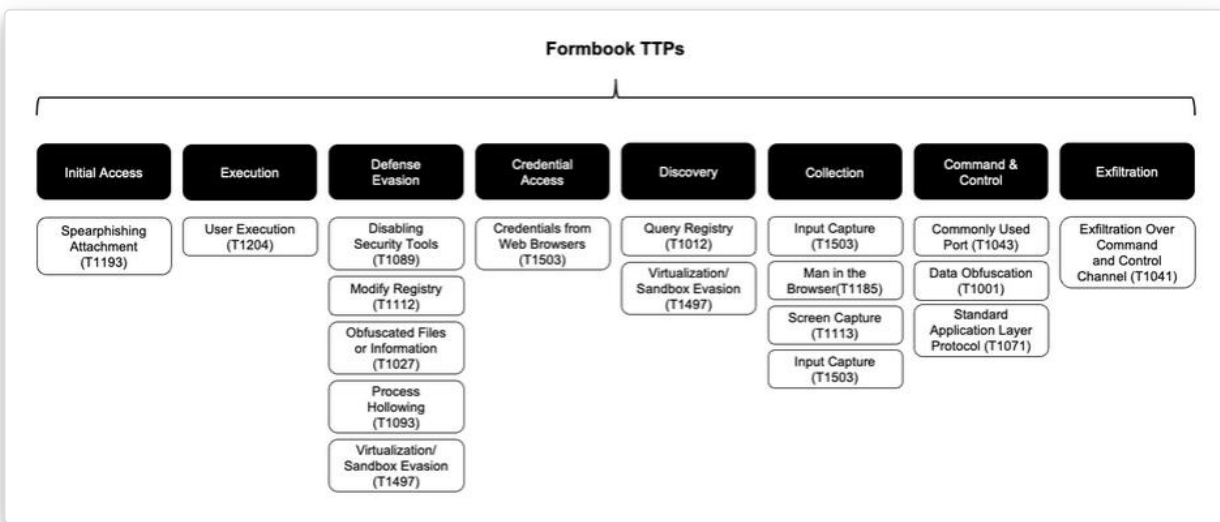 Formbook TTPs
Initial Access
Spearphishing
Attachment
(T1193)
Execution
User Execution
(T1204)
Defense
Evasion
Disabling
Security Tools
(T1089)
Modify Registry
(T1112)
Obfuscated Files
or Information
(T1027)
Process
Hollowing
(T1093)
Virtualization/
Sandbox Evasion
(T1497)
Credential
Access
Credentials from
Web Browsers
(T1503)
Discovery
Query Registry
(T1012)
Virtualization/
Sandbox Evasion
(T1497)
Collection
Input Capture
(T1503)
Man in the
Browser(T1185)
Screen Capture
(T1113)
Input Capture
(T1503)
Command &
Control
Commonly Used
Port (T1043)
Data Obfuscation
(T1001)
Standard
Application Layer
Protocol (T1071)
Exfiltration
Exfiltration Over
Command
and Control
Channel (T1041)